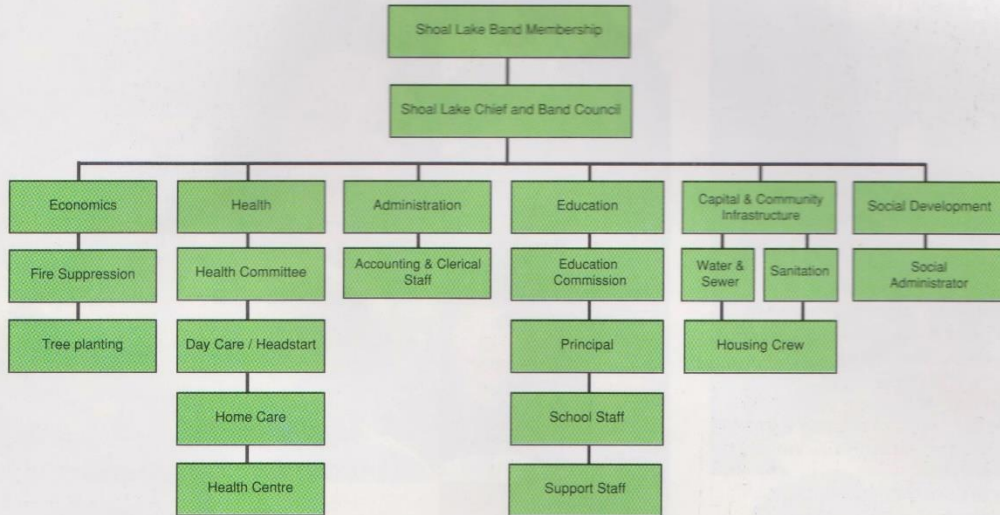 Shoal Lake Band Membership
Shoal Lake Chief and Band Council
Economics
Health
Administration
Education
Capital & Community
Infrastructure
Social Development
Fire Suppression
Health Committee
Accounting & Clerical
Staff
Education
Commission
Water &
Sewer
Sanitation
Social
Administrator
Tree planting
Day Care / Headstart
Principal
Housing Crew
Home Care
School Staff
Health Centre
Support Staff